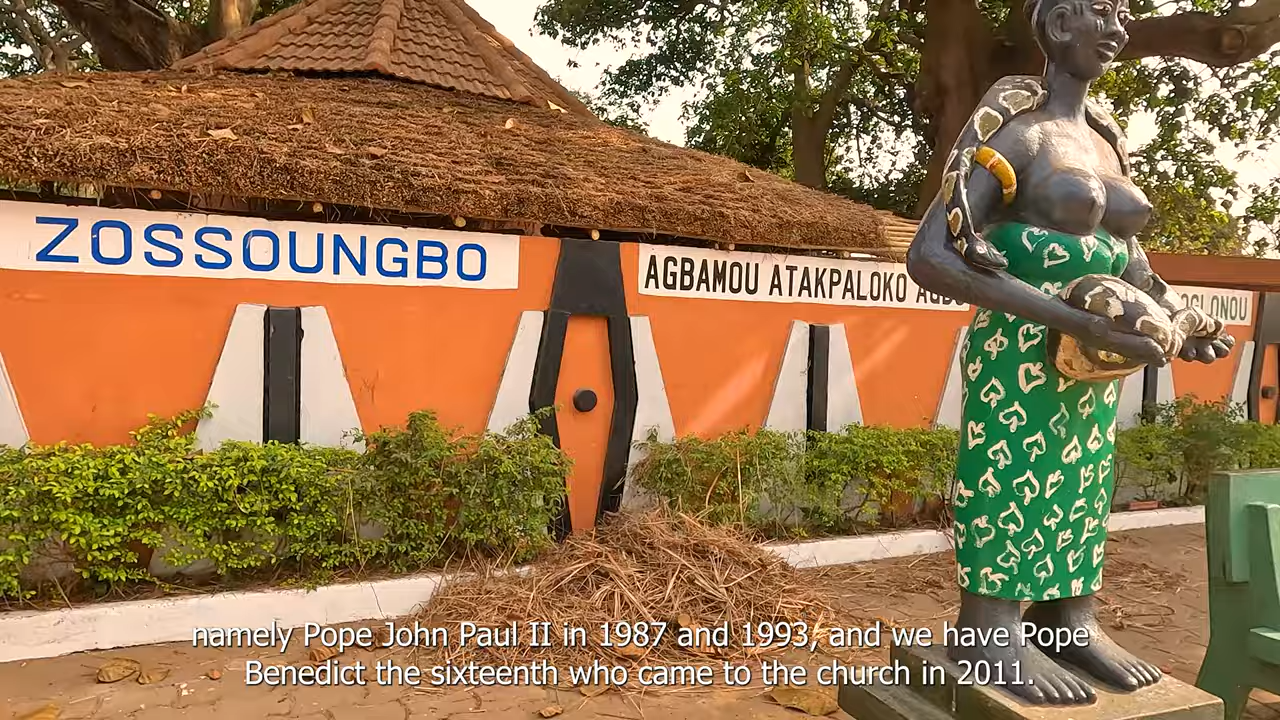 ZOSSOUNGBO
AGBAMOU ATAKPALOKO
namely Pope John Paul II in 1987 and 1993, and we have Pope
Benedict the sixteenth who came to the church in 2011.